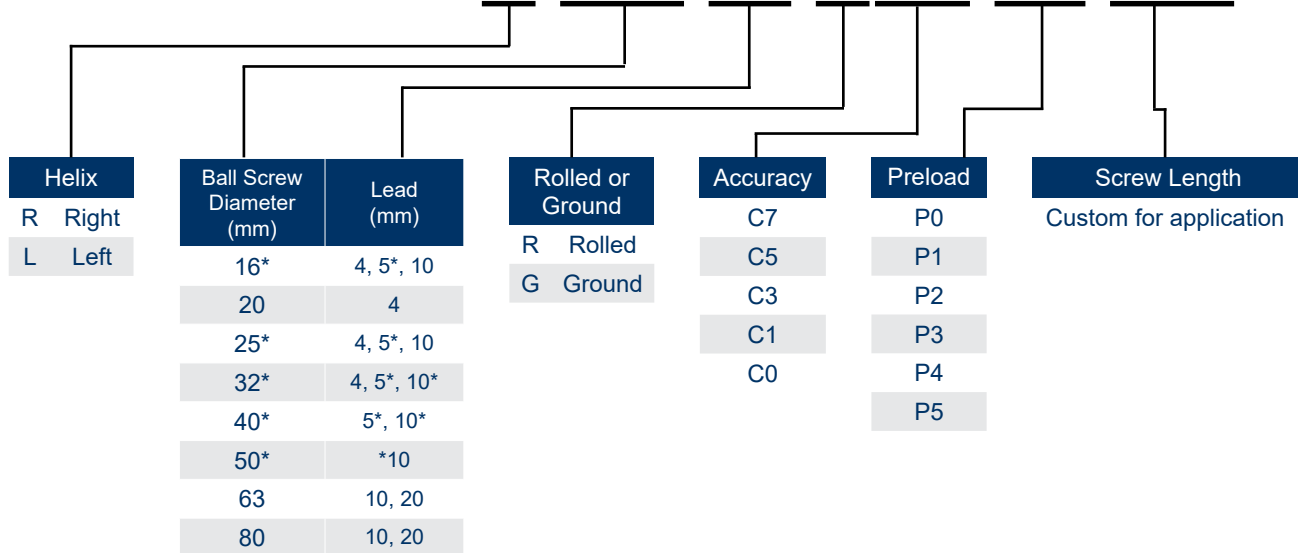 Helix
R Right
L Left
Ball Screw
Diameter
(mm)
Lead
(mm)
16* 4, 5*, 10
20 4
25* 4, 5*, 10
32* 4, 5*, 10*
40* 5*, 10*
50* *10
63 10, 20
80 10, 20
Rolled or
Ground
R Rolled
G Ground
Accuracy
C7
C5
C3
C1
C0
Preload
P0
P1
P2
P3
P4
P5
Screw Length
Custom for application